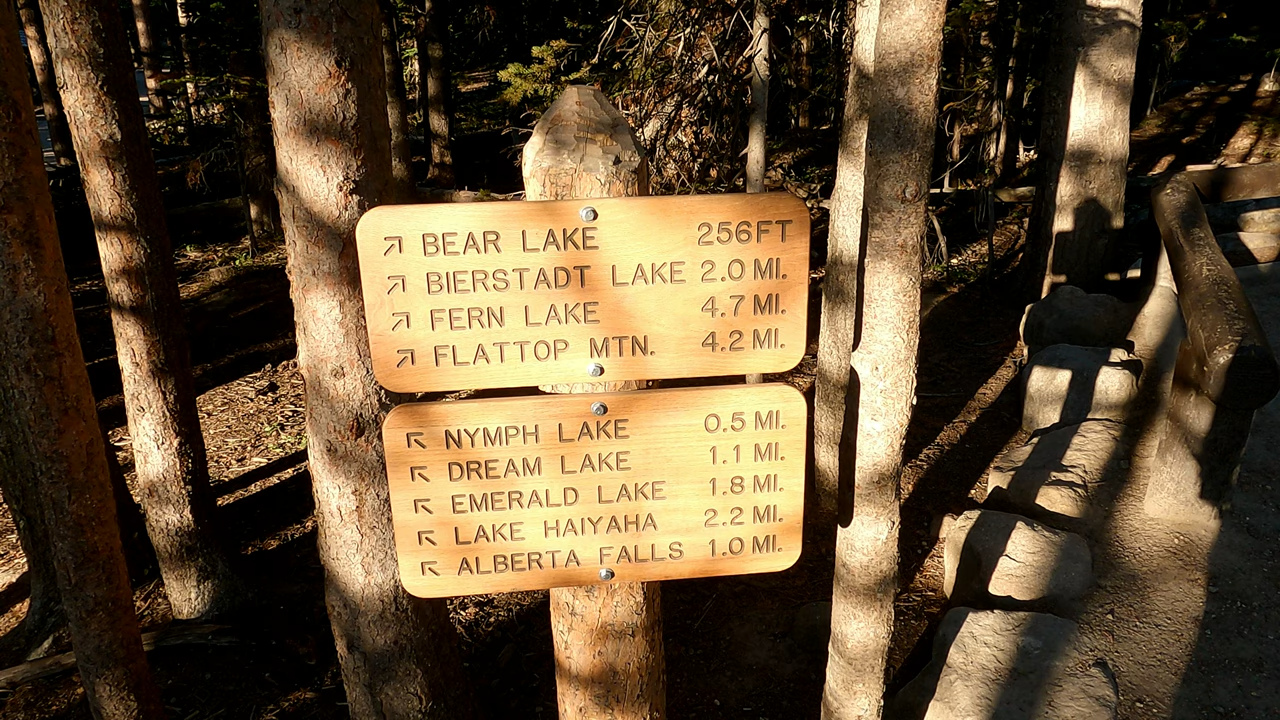 ↗ BEAR LAKE 256FT
↗ BIERSTADT LAKE 2.0 MI.
↗ FERN LAKE 4.7 MI.
↗ FLATTOP MTN. 4.2 MI.
↖ NYMPH LAKE 0.5 MI.
↖ DREAM LAKE 1.1 MI.
↖ EMERALD LAKE 1.8 MI.
↖ LAKE HAIYAHA 2.2 MI.
↖ ALBERTA FALLS 1.0 MI.